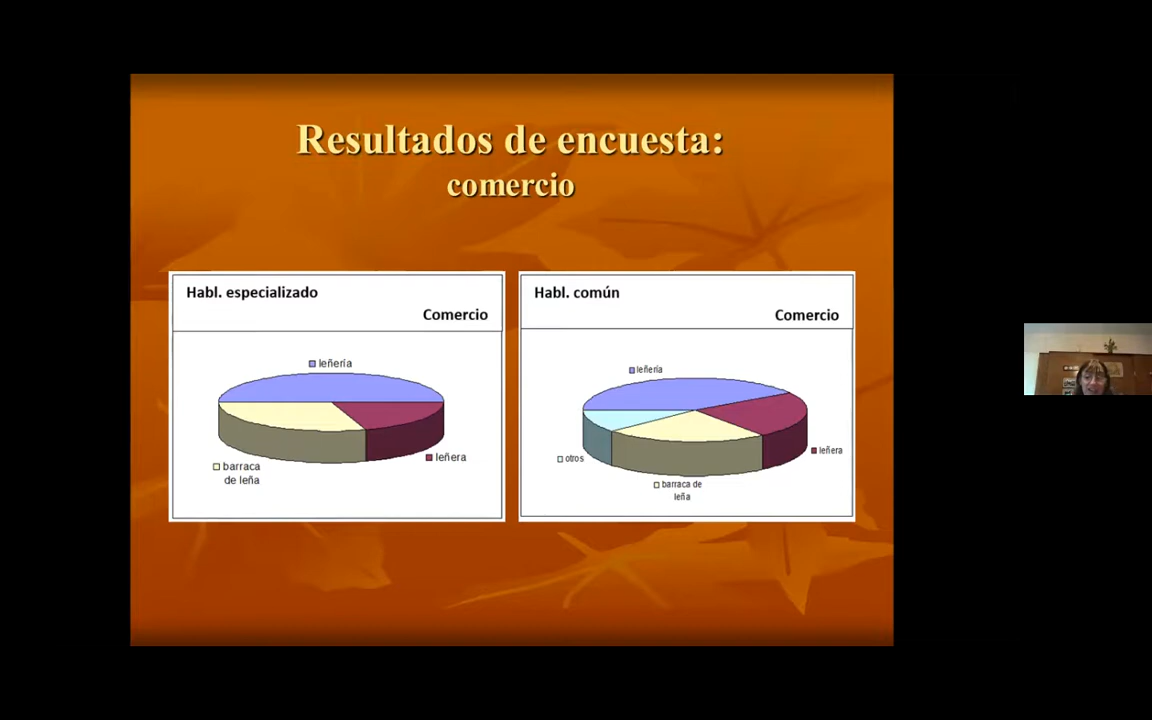 Resultados de encuesta:
comercio
Habl. especializado
Comercio
leñería
leñera
barraca
de leña
Habl. común
Comercio
leñería
leñera
otros
barraca de
leña